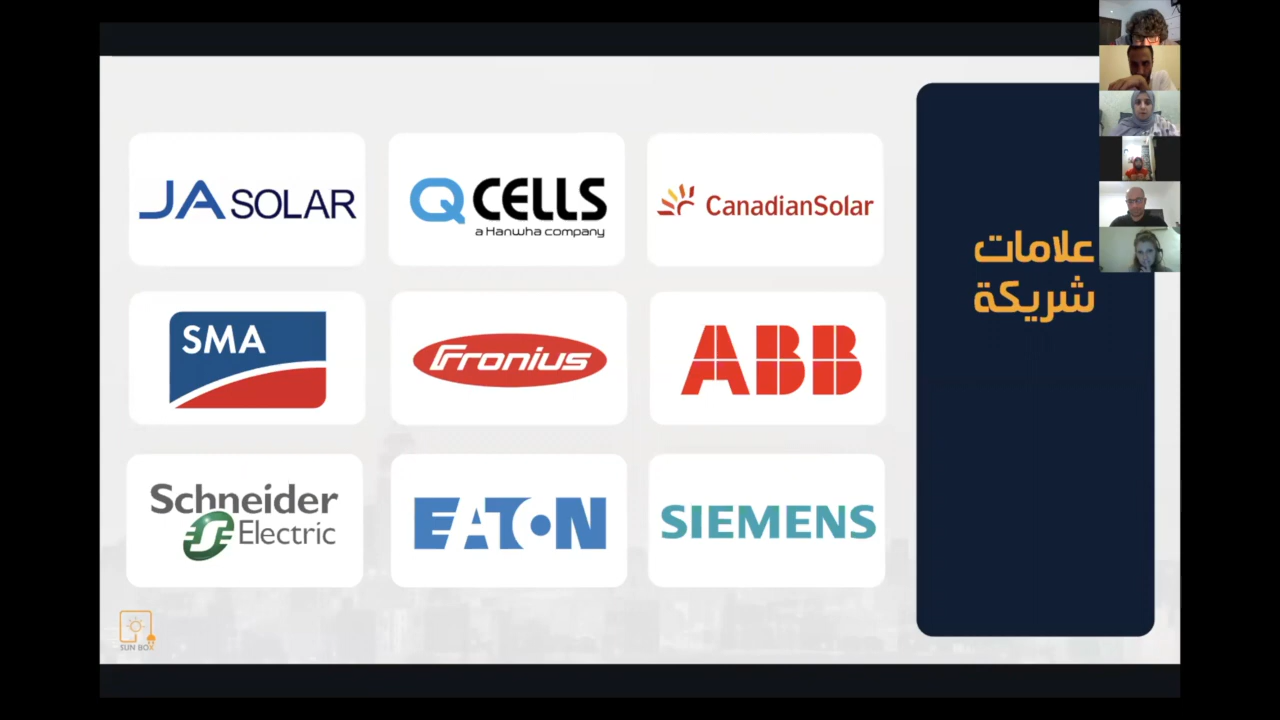 علامات
شريكة
JA SOLAR
Q CELLS
a Hanwha company
CanadianSolar
SMA
Fronius
ABB
Schneider
Electric
EATON
SIEMENS
SUN BOX